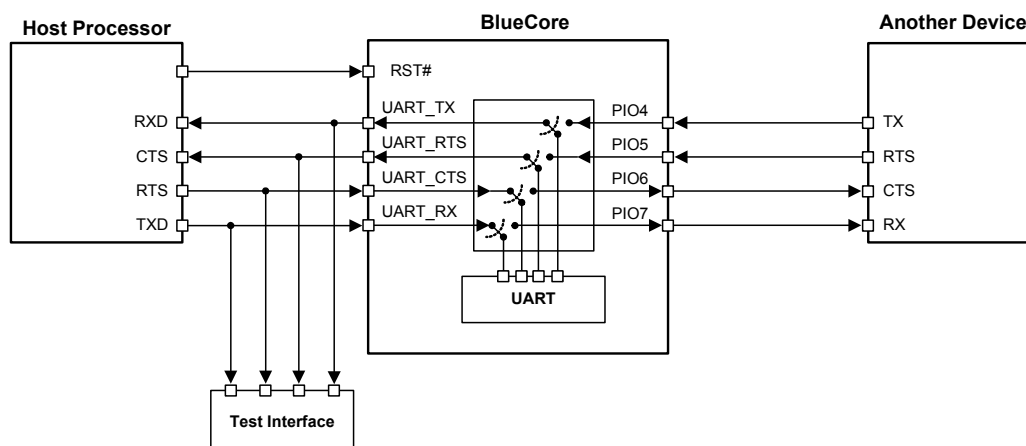 Host Processor
BlueCore
Another Device
RST#
RXD
UART_TX
PIO4
TX
CTS
UART_RTS
PIO5
RTS
RTS
UART_CTS
PIO6
CTS
TXD
UART_RX
PIO7
RX
UART
Test Interface